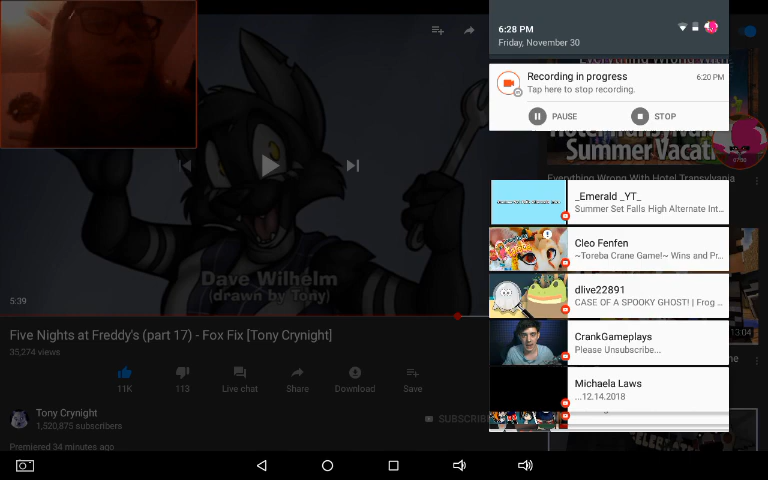 6:28 PM
Friday, November 30
Recording in progress
6:20 PM
Tap here to stop recording.
PAUSE
STOP
Summer Vacati
Everything Wrong With Hotel Transylvania
_Emerald _YT_
Summer Set Falls High Alternate Int...
Cleo Fenfen
~Toreba Crane Game!~ Wins and Pr...
dlive22891
CASE OF A SPOOKY GHOST! | Frog ...
CrankGameplays
Please Unsubscribe...
Michaela Laws
...12.14.2018
Dave Wilhelm
(drawn by Tony)
5:39
13:04
Five Nights at Freddy's (part 17) - Fox Fix [Tony Crynight]
35,274 views
11K
113
Live chat
Share
Download
Save
Tony Crynight
1,520,875 subscribers
SUBSCRIBE
Premiered 34 minutes ago